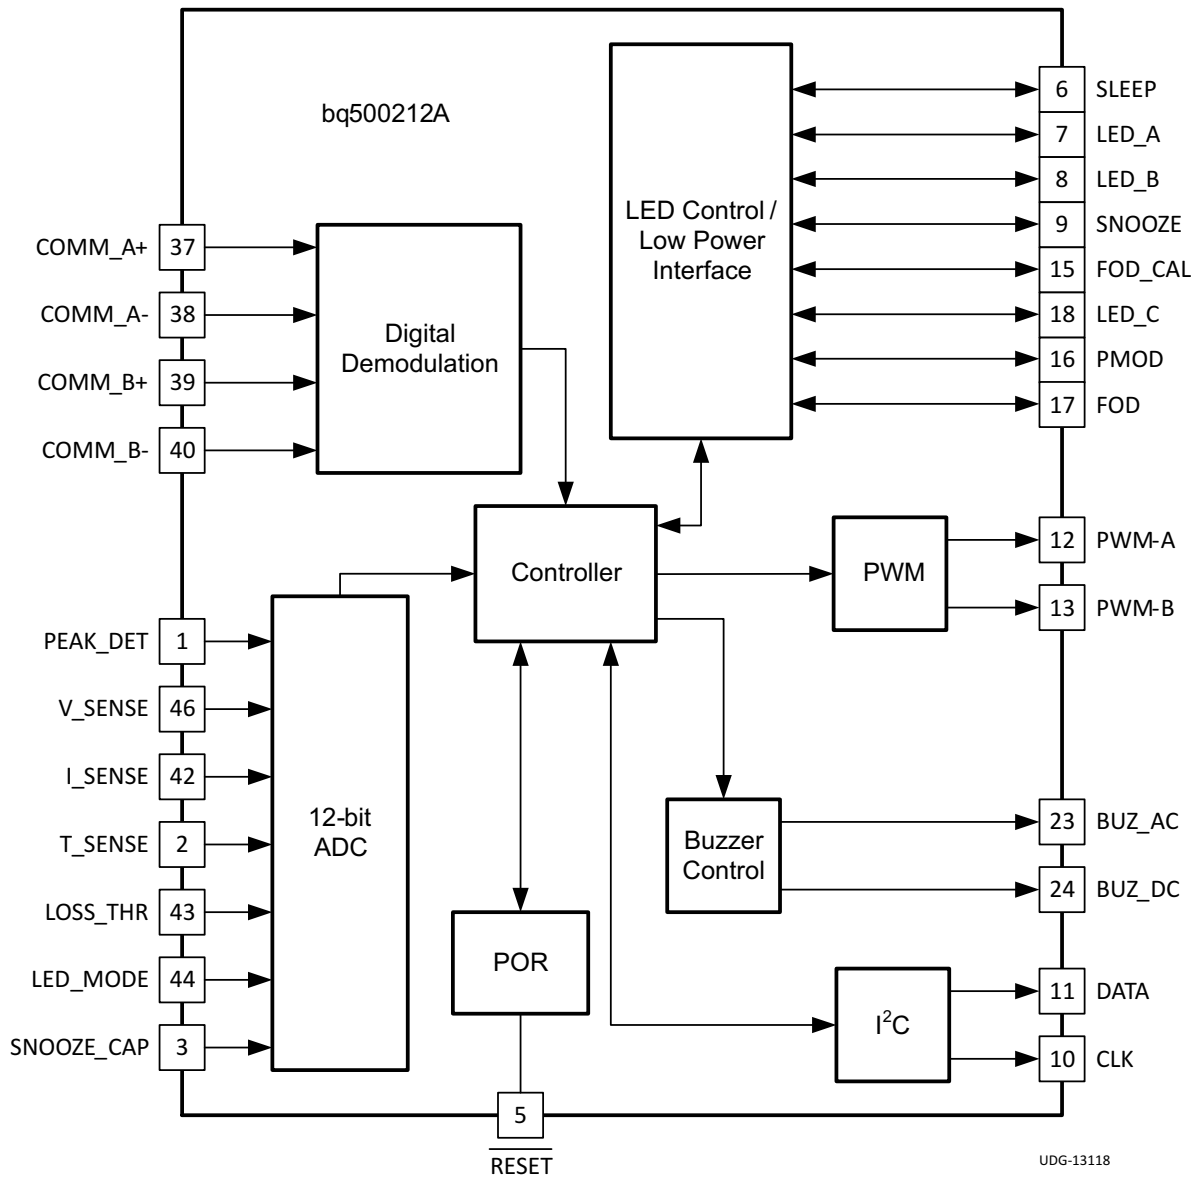 bq500212A
6 SLEEP
7 LED_A
8 LED_B
9 SNOOZE
15 FOD_CAL
18 LED_C
16 PMOD
17 FOD
LED Control /
Low Power
Interface
COMM_A+ 37
COMM_A- 38
COMM_B+ 39
COMM_B- 40
Digital
Demodulation
Controller
PWM
12 PWM-A
13 PWM-B
PEAK_DET 1
V_SENSE 46
I_SENSE 42
T_SENSE 2
LOSS_THR 43
LED_MODE 44
SNOOZE_CAP 3
12-bit
ADC
Buzzer
Control
23 BUZ_AC
24 BUZ_DC
POR
I²C
11 DATA
10 CLK
5
RESET
UDG-13118